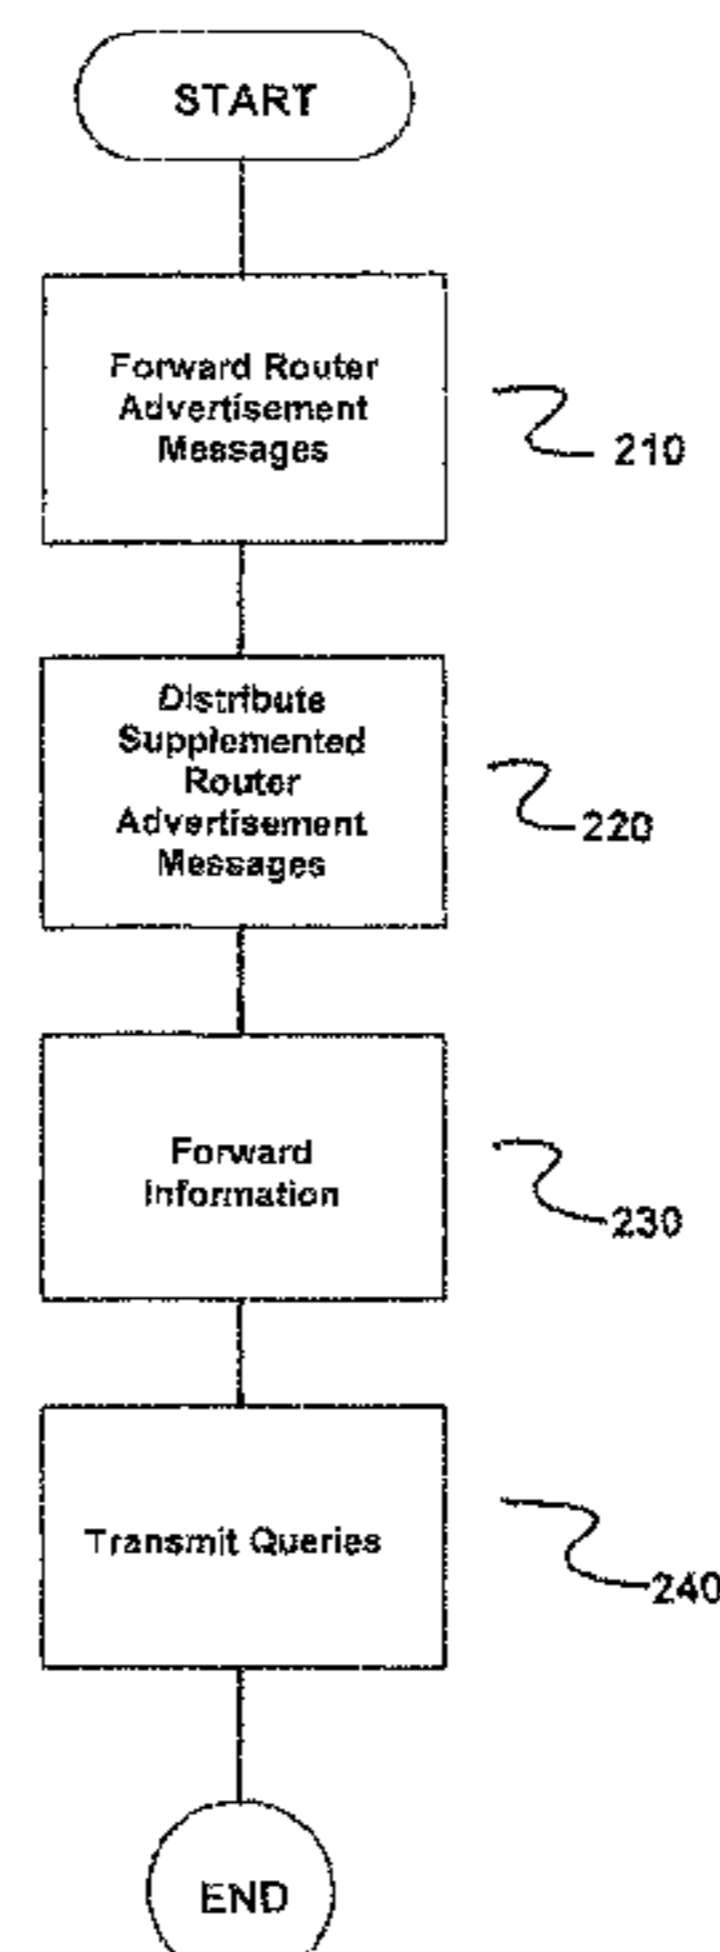 START
Forward Router
Advertisement
Messages
210
Distribute
Supplemented
Router
Advertisement
Messages
220
Forward
Information
230
Transmit Queries
240
END